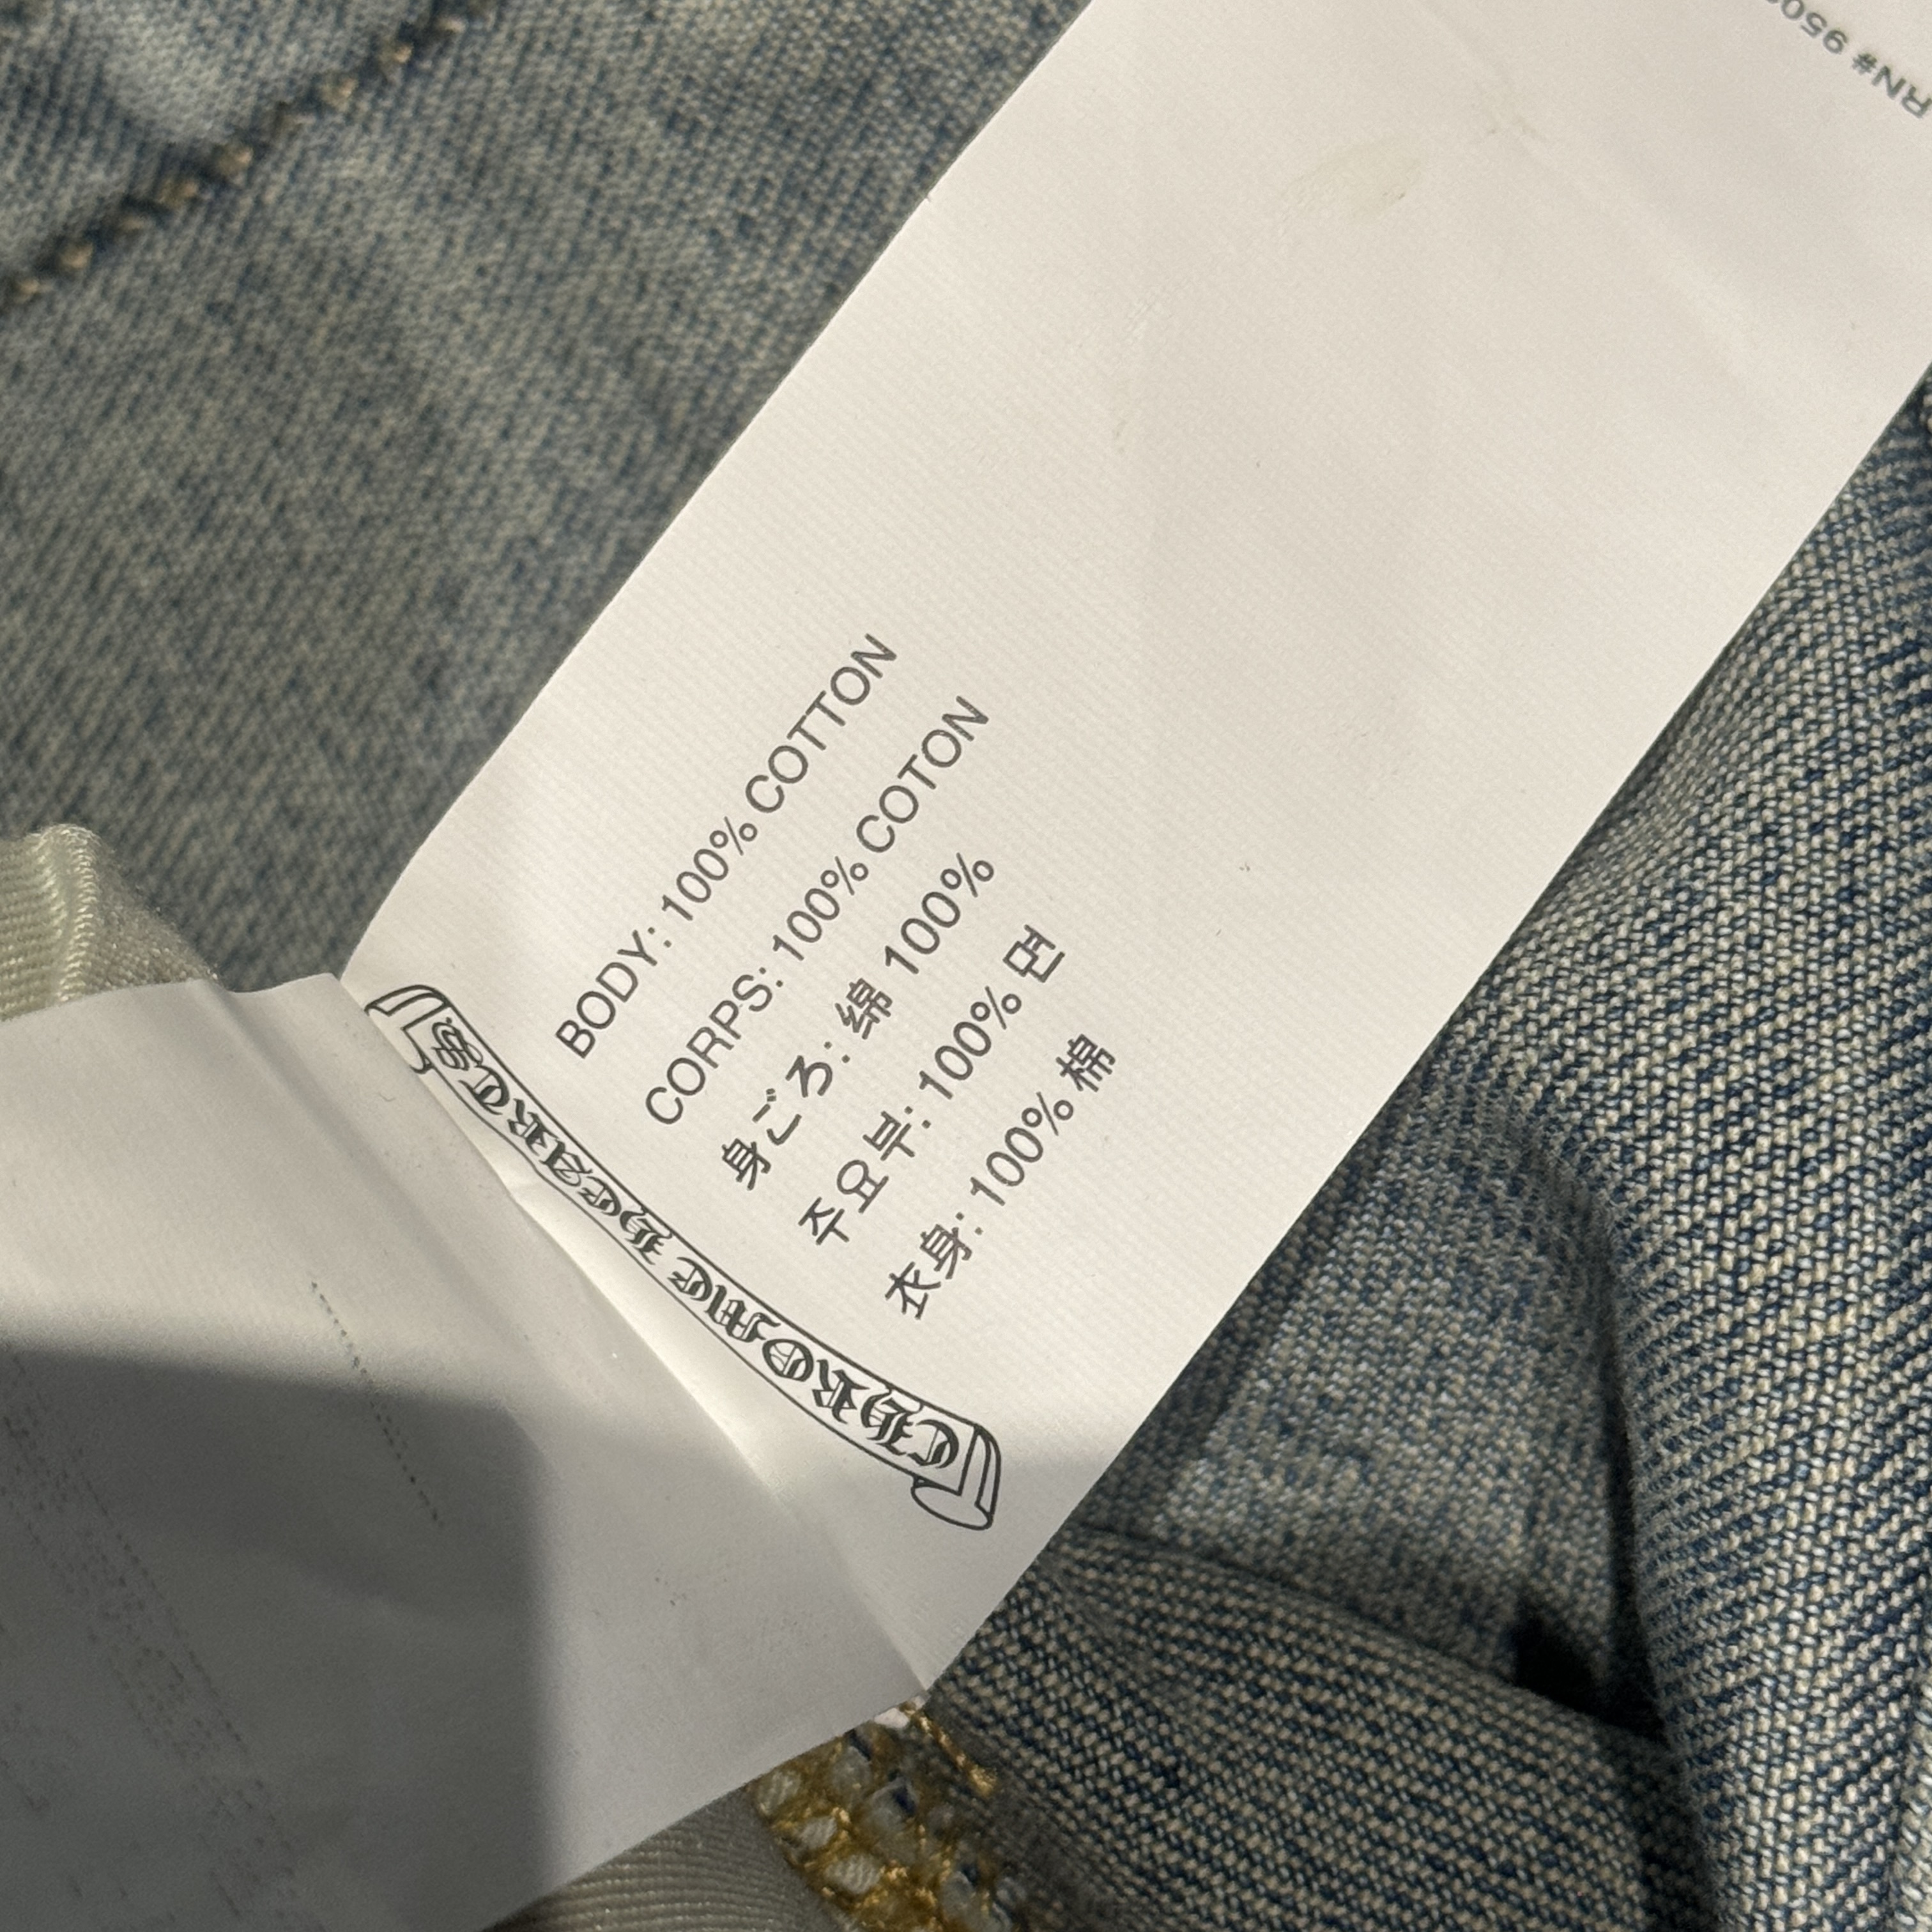 CHROME HEARTS
BODY: 100% COTTON
CORPS: 100% COTON
身ごろ: 綿 100%
주요부: 100% 면
衣身: 100% 棉
RN# 950